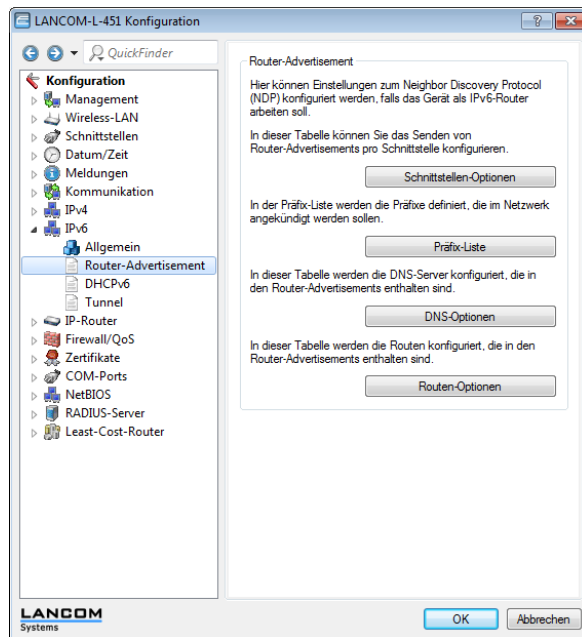 LANCOM-L-451 Konfiguration
QuickFinder
Konfiguration
Management
Wireless-LAN
Schnittstellen
Datum/Zeit
Meldungen
Kommunikation
IPv4
IPv6
Allgemein
Router-Advertisement
DHCPv6
Tunnel
IP-Router
Firewall/QoS
Zertifikate
COM-Ports
NetBIOS
RADIUS-Server
Least-Cost-Router
Router-Advertisement
Hier können Einstellungen zum Neighbor Discovery Protocol
(NDP) konfiguriert werden, falls das Gerät als IPv6-Router
arbeiten soll.
In dieser Tabelle können Sie das Senden von
Router-Advertisements pro Schnittstelle konfigurieren.
Schnittstellen-Optionen
In der Präfix-Liste werden die Präfixe definiert, die im Netzwerk
angekündigt werden sollen.
Präfix-Liste
In dieser Tabelle werden die DNS-Server konfiguriert, die in
den Router-Advertisements enthalten sind.
DNS-Optionen
In dieser Tabelle werden die Routen konfiguriert, die in den
Router-Advertisements enthalten sind.
Routen-Optionen
LANCOM
Systems
OK
Abbrechen